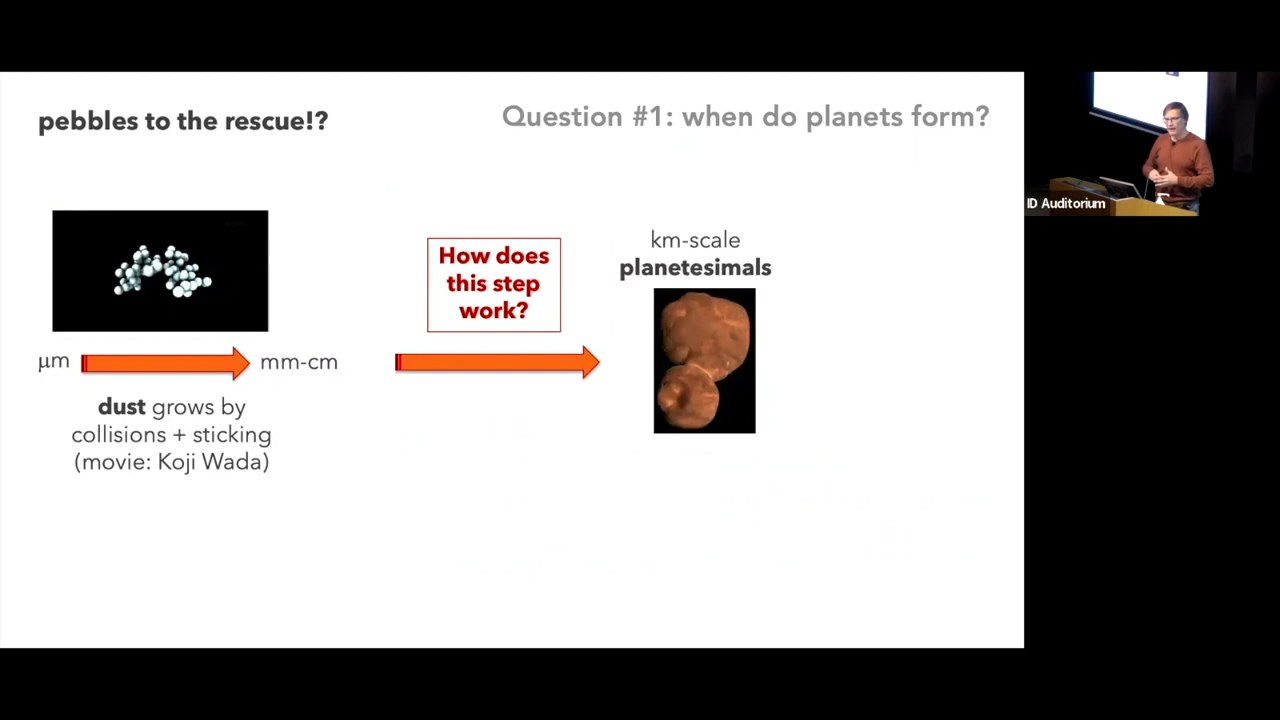 pebbles to the rescue!?
Question #1: when do planets form?
ID Auditorium
How does
this step
work?
km-scale
planetesimals
μm
mm-cm
dust grows by
collisions + sticking
(movie: Koji Wada)